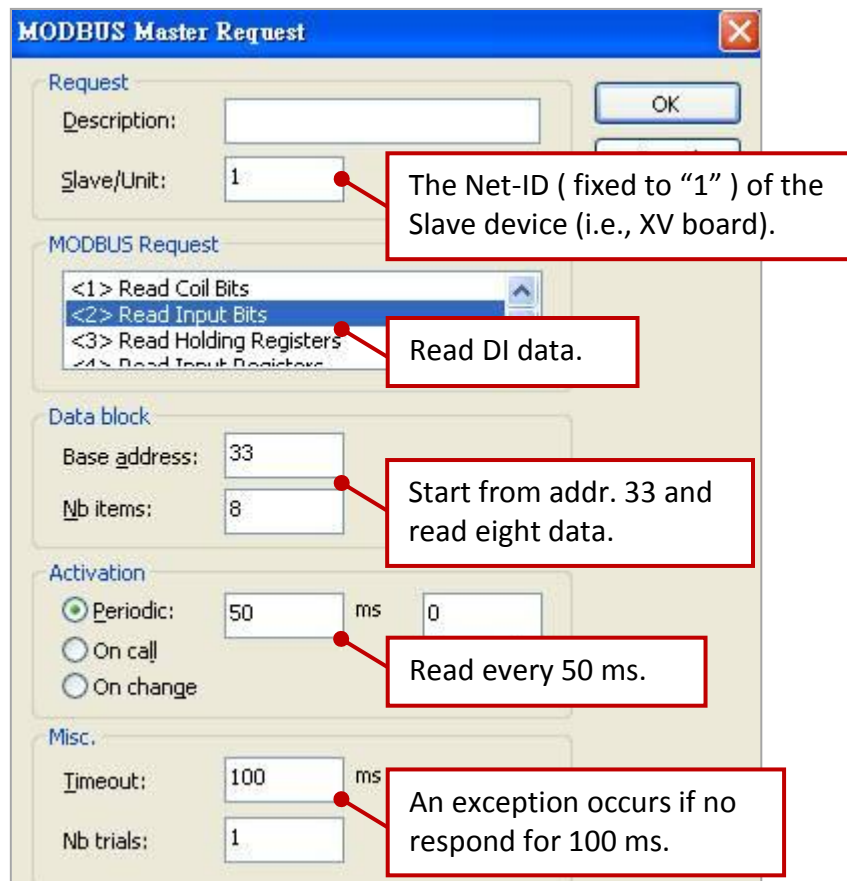 MODBUS Master Request
Request
Description:
OK
Slave/Unit:
1
The Net-ID ( fixed to “1” ) of the
Slave device (i.e., XV board).
MODBUS Request
<1> Read Coil Bits
<2> Read Input Bits
<3> Read Holding Registers
<4> Read Input Registers
Read DI data.
Data block
Base address:
33
Nb items:
8
Start from addr. 33 and
read eight data.
Activation
Periodic:
50
ms
0
On call
On change
Read every 50 ms.
Misc.
Timeout:
100
ms
Nb trials:
1
An exception occurs if no
respond for 100 ms.